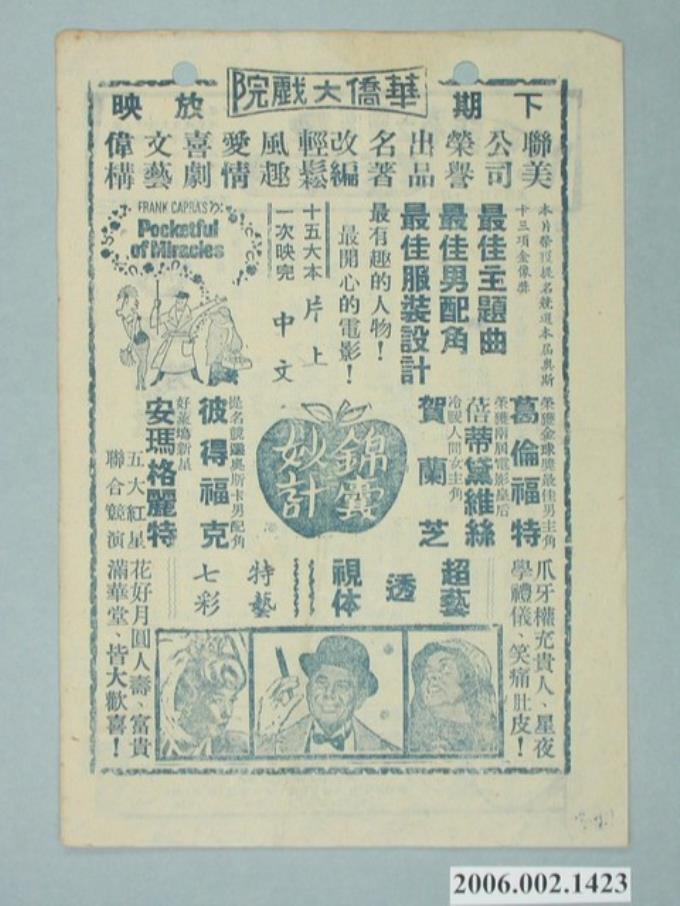 華僑大戲院
下期放映
聯美公司榮譽出品名著改編輕鬆風趣愛情喜劇文藝偉構
本片榮獲提名競選本屆奧斯
十三項金像獎
最佳主題曲
最佳男配角
最佳服裝設計
最有趣的人物！
最開心的電影！
十五大本
一次映完
片上中文
FRANK CAPRA'S
Pocketful
of Miracles
榮獲金球獎最佳男主角
葛倫福特
榮獲兩屆電影皇后
蓓蒂黛維絲
冷暖人間女主角
賀蘭芝
錦囊妙計
提名競選奧斯卡男配角
彼得福克
好萊塢新星
安瑪格麗特
五大紅星
聯合競演
超藝
透
視体
特藝
七彩
爪牙權充貴人、星夜
學禮儀、笑痛肚皮！
花好月圓人壽、富貴
滿華堂、皆大歡喜！
2006.002.1423